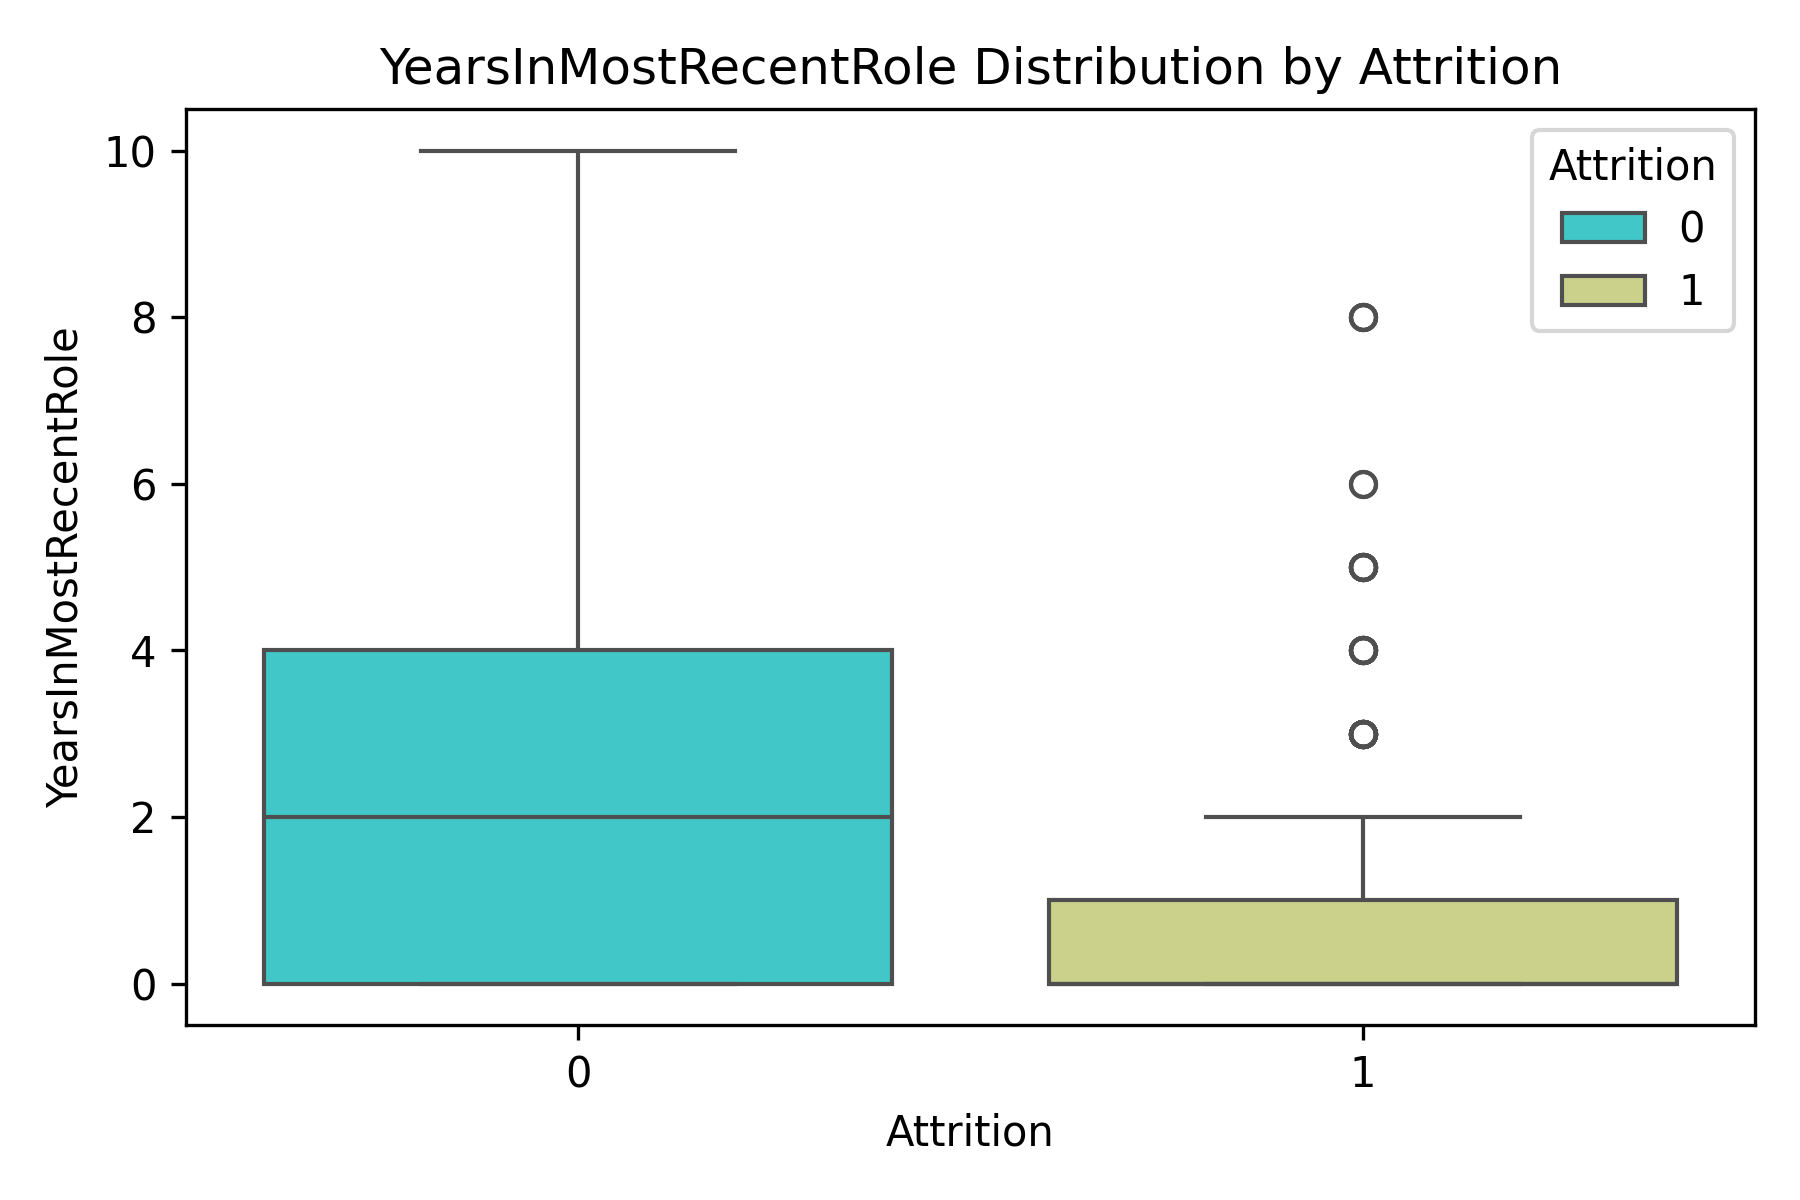 YearsInMostRecentRole Distribution by Attrition
YearsInMostRecentRole
10
8
6
4
2
0
Attrition
0
1
0
1
Attrition